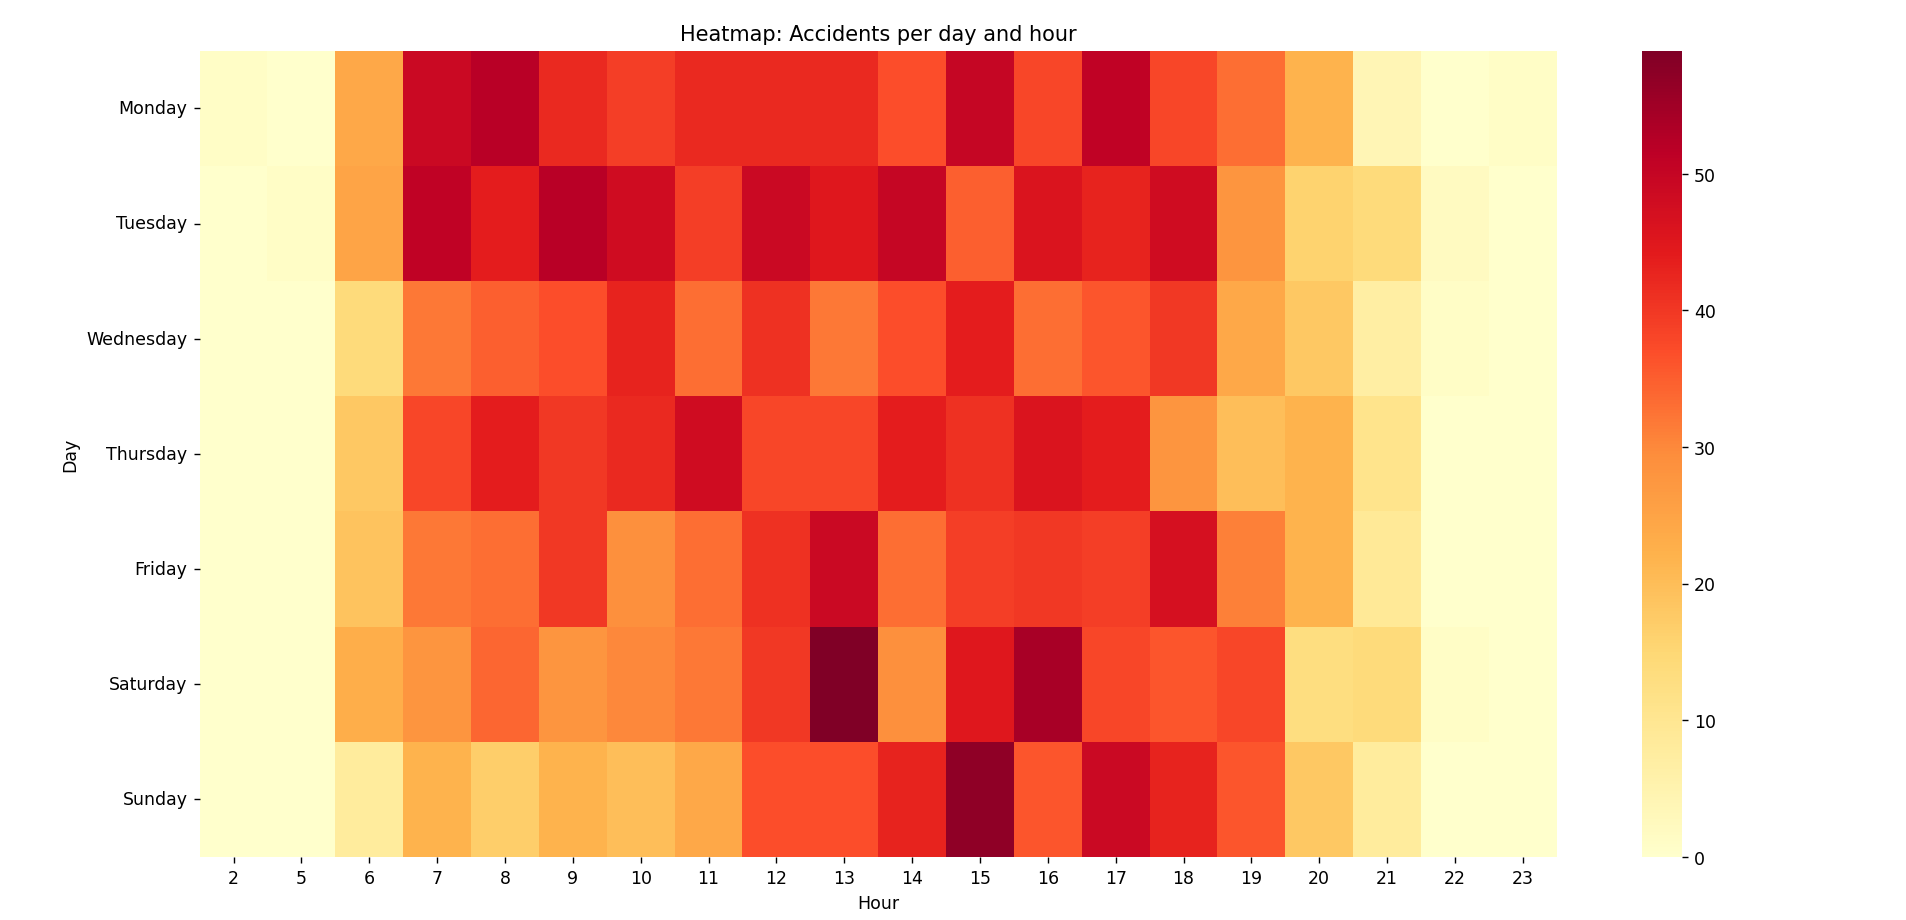 Heatmap: Accidents per day and hour
Day
Monday
Tuesday
Wednesday
Thursday
Friday
Saturday
Sunday
2 5 6 7 8 9 10 11 12 13 14 15 16 17 18 19 20 21 22 23
Hour
50
40
30
20
10
0